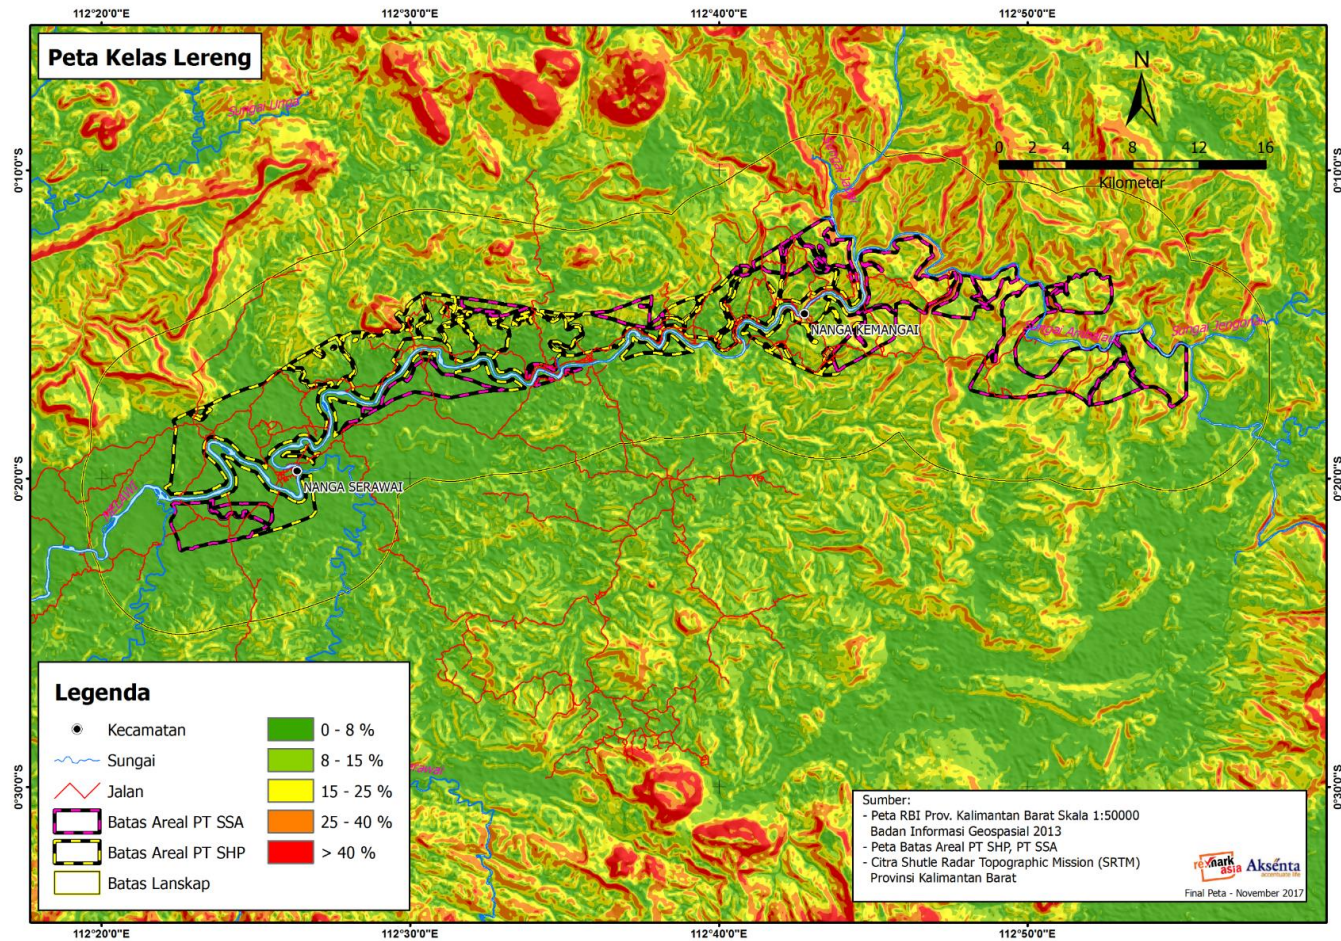 112°20'0"E
112°30'0"E
112°40'0"E
112°50'0"E
Peta Kelas Lereng
N
0 2 4 8 12 16
Kilometer
0°10'0"S
0°10'0"S
Sungai Tengonoi
NANGA KEMANGAI
NANGA SERAWAI
0°20'0"S
0°20'0"S
0°30'0"S
0°30'0"S
Legenda
Kecamatan
Sungai
Jalan
Batas Areal PT SSA
Batas Areal PT SHP
Batas Lanskap
0 - 8 %
8 - 15 %
15 - 25 %
25 - 40 %
> 40 %
Sumber:
- Peta RBI Prov. Kalimantan Barat Skala 1:50000
Badan Informasi Geospasial 2013
- Peta Batas Areal PT SHP, PT SSA
- Citra Shutle Radar Topographic Mission (SRTM)
Provinsi Kalimantan Barat
remark asia
Aksenta
Final Peta - November 2017
112°20'0"E
112°30'0"E
112°40'0"E
112°50'0"E